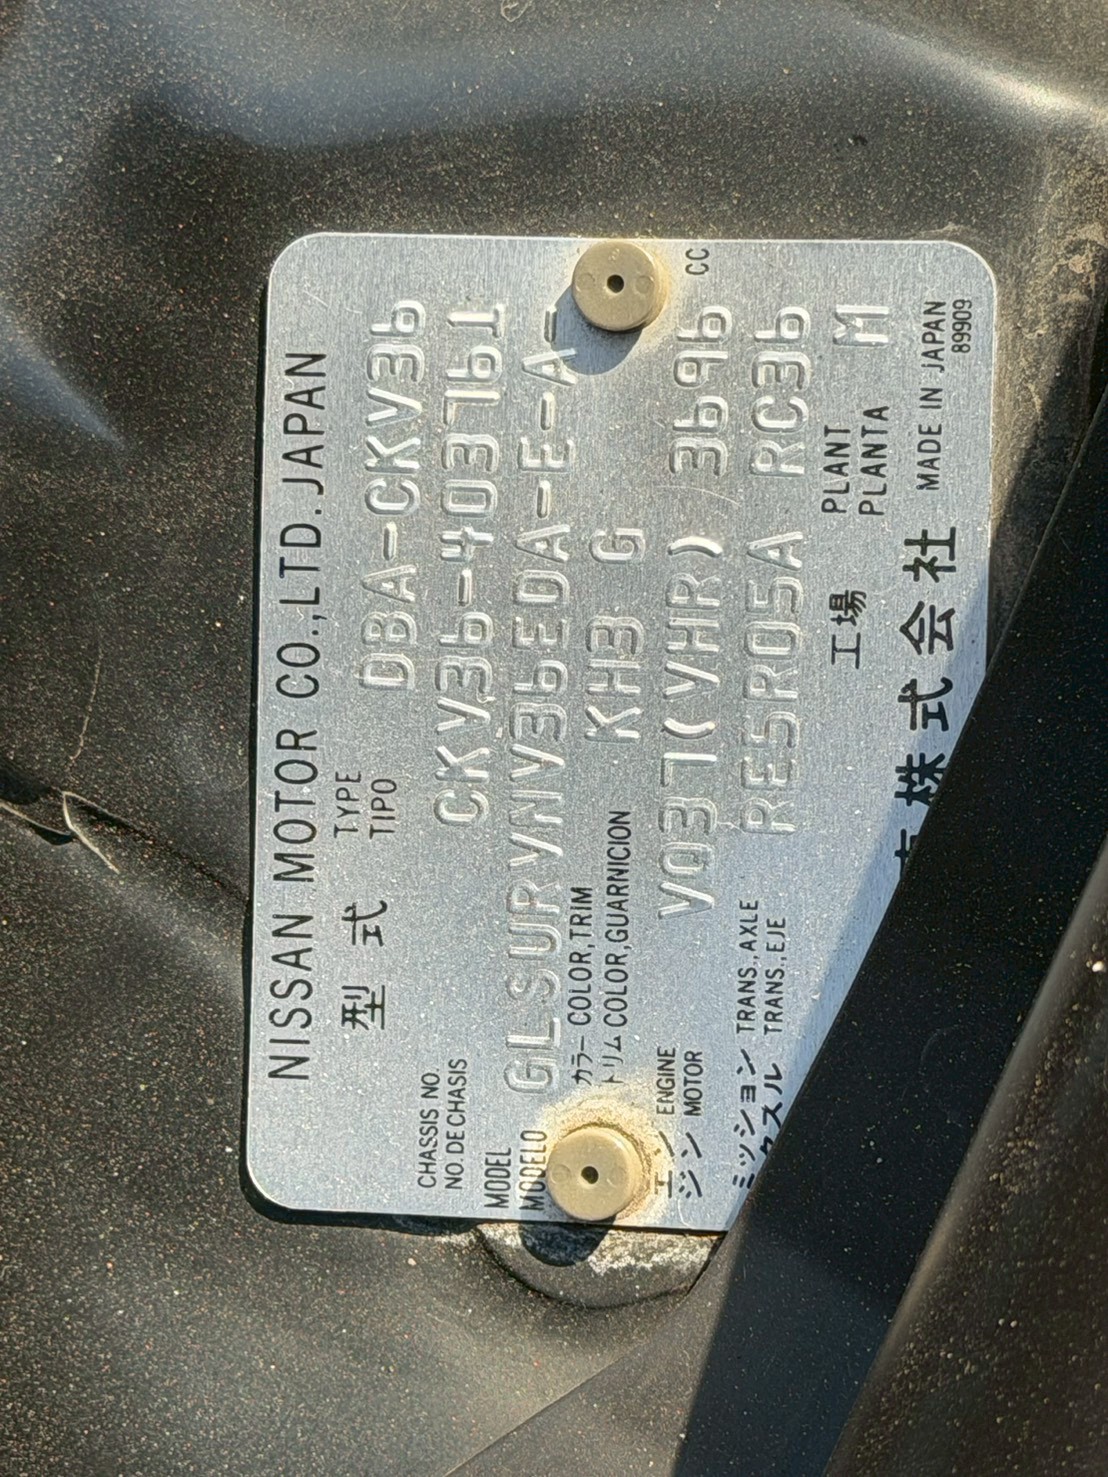 NISSAN MOTOR CO.,LTD.JAPAN
型式 TYPE DBA-CKV36
TIPO
CHASSIS NO. CKV36-403761
NO. DE CHASIS
MODEL GLSURVNIV36EDA-E-A-
MODELO
カラー COLOR,TRIM KH3 G
トリム COLOR,GUARNICION
エンジン ENGINE VQ37(VHR) 3696 CC
MOTOR
ミッション TRANS.,AXLE RE5R05A RC36
アクスル TRANS.,EJE
工場 PLANT M
PLANTA
株式会社 MADE IN JAPAN
89909